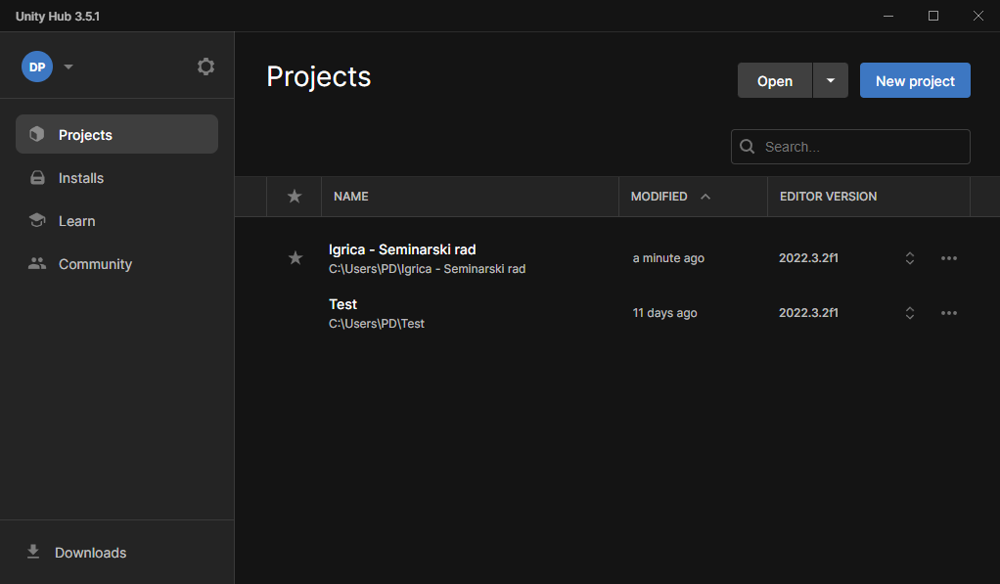 Unity Hub 3.5.1
DP
Projects
Installs
Learn
Community
Downloads
Projects
Open
New project
Search...
NAME
MODIFIED
EDITOR VERSION
Igrica - Seminarski rad
C:\Users\PD\Igrica - Seminarski rad
a minute ago
2022.3.2f1
Test
C:\Users\PD\Test
11 days ago
2022.3.2f1